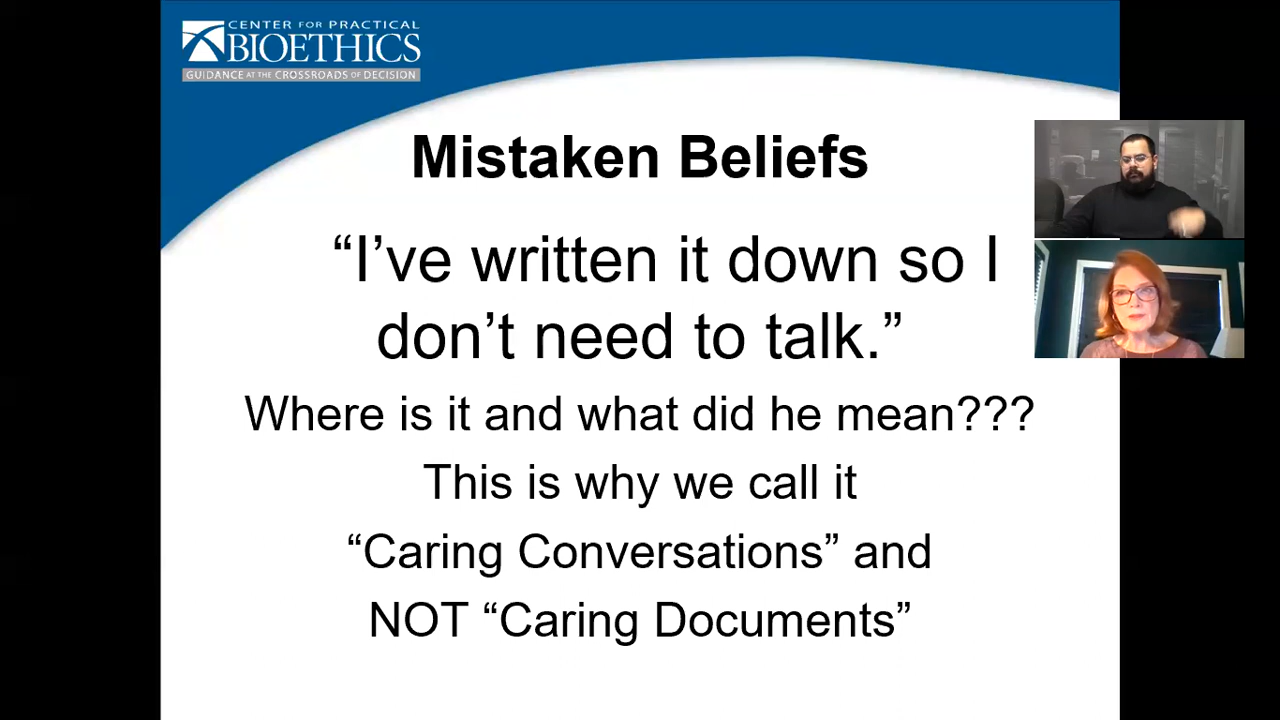 CENTER FOR PRACTICAL
BIOETHICS
GUIDANCE AT THE CROSSROADS OF DECISION
Mistaken Beliefs
“I’ve written it down so I
don’t need to talk.”
Where is it and what did he mean???
This is why we call it
“Caring Conversations” and
NOT “Caring Documents”